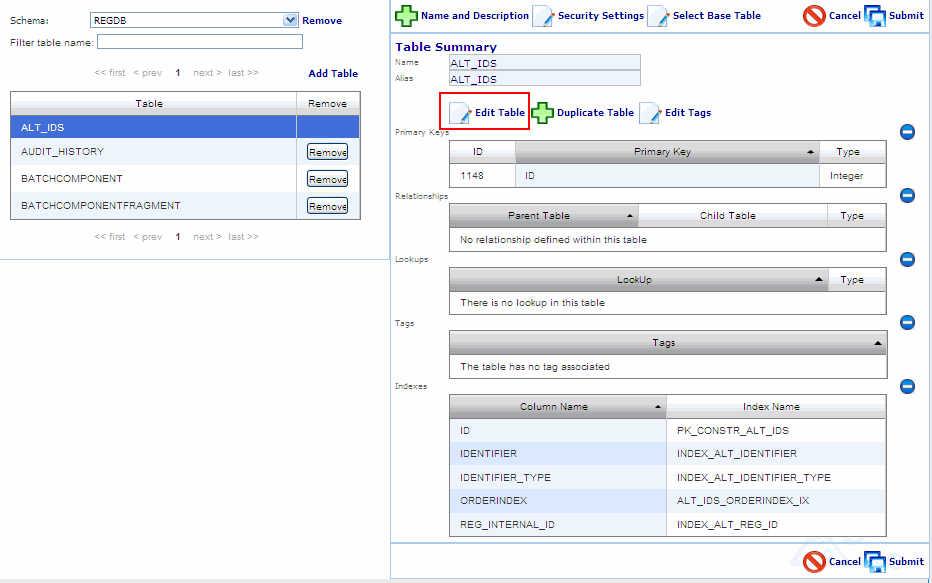 Schema: REGDB Remove
Filter table name:
<< first < prev 1 next > last >> Add Table
Table Remove
ALT_IDS
AUDIT_HISTORY Remove
BATCHCOMPONENT Remove
BATCHCOMPONENTFRAGMENT Remove
<< first < prev 1 next > last >>
Name and Description Security Settings Select Base Table Cancel Submit
Table Summary
Name ALT_IDS
Alias ALT_IDS
Edit Table Duplicate Table Edit Tags
Primary Keys
ID Primary Key Type
1148 ID Integer
Relationships
Parent Table Child Table Type
No relationship defined within this table
Lookups
LookUp Type
There is no lookup in this table
Tags
Tags
The table has no tag associated
Indexes
Column Name Index Name
ID PK_CONSTR_ALT_IDS
IDENTIFIER INDEX_ALT_IDENTIFIER
IDENTIFIER_TYPE INDEX_ALT_IDENTIFIER_TYPE
ORDERINDEX ALT_IDS_ORDERINDEX_IX
REG_INTERNAL_ID INDEX_ALT_REG_ID
Cancel Submit